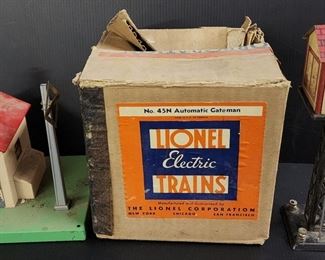 No. 45N Automatic Gateman
LIONEL
Electric
TRAINS
Manufactured and Guaranteed by
THE LIONEL CORPORATION
NEW YORK CHICAGO SAN FRANCISCO